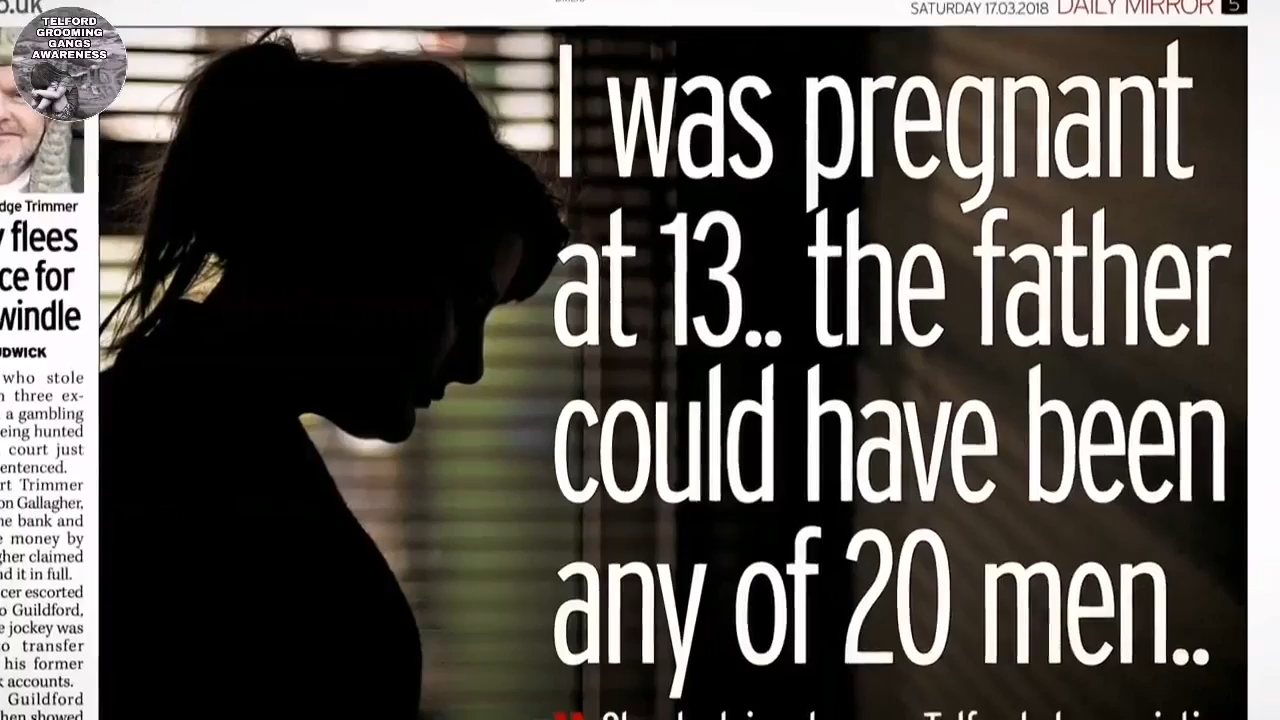 SATURDAY 17.03.2018 DAILY MIRROR 5
TELFORD
GROOMING
GANGS
AWARENESS
dge Trimmer
flees
ce for
windle
UDWICK
who stole
three ex-
a gambling
eing hunted
court just
entenced.
rt Trimmer
on Gallagher,
he bank and
money by
gher claimed
d it in full.
cer escorted
o Guildford,
e jockey was
o transfer
his former
accounts.
Guildford
hen showed
I was pregnant
at 13.. the father
could have been
any of 20 men..